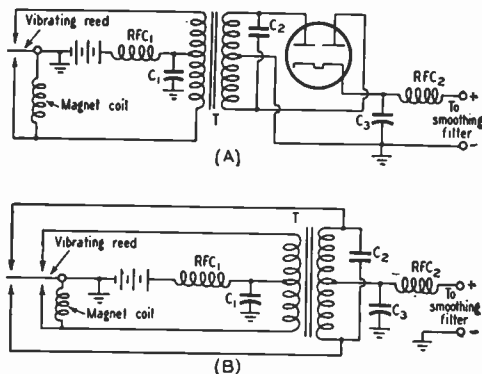 Vibrating reed
RFC1
C1
Magnet coil
T
C2
C3
RFC2
+
To
smoothing
filter
-
(A)
T
Vibrating reed
RFC1
C1
Magnet coil
C2
RFC2
C3
+
To
smoothing
filter
-
(B)